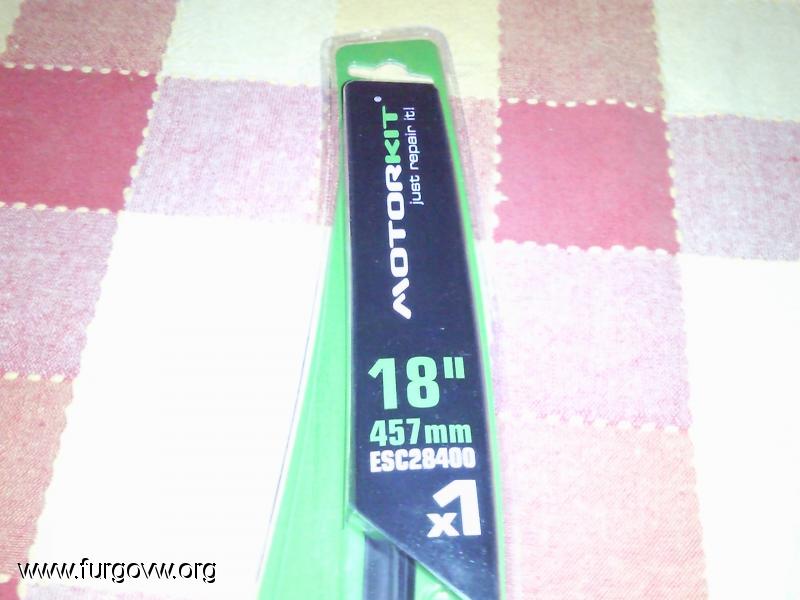 MOTORKIT®
just repair it!
18"
457mm
ESC28400
x1
www.furgovw.org